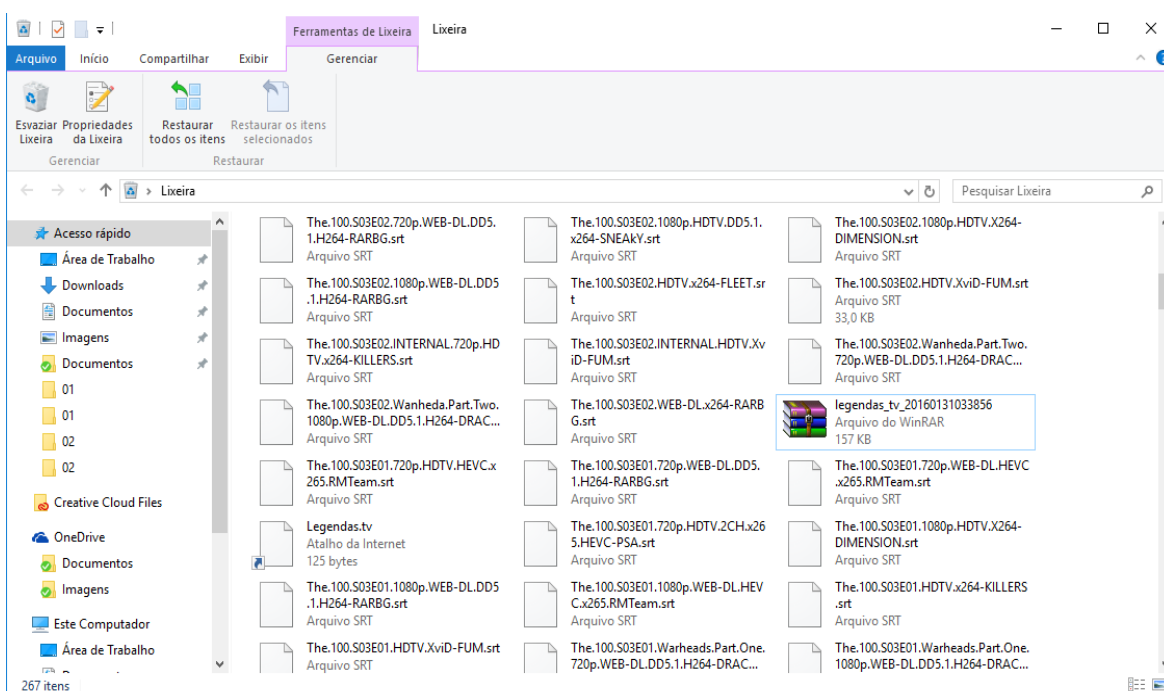 Ferramentas de Lixeira
Lixeira
Arquivo
Início
Compartilhar
Exibir
Gerenciar
Esvaziar
Lixeira
Propriedades
da Lixeira
Restaurar
todos os itens
Restaurar os itens
selecionados
Gerenciar
Restaurar
Lixeira
Pesquisar Lixeira
Acesso rápido
Área de Trabalho
Downloads
Documentos
Imagens
Documentos
01
01
02
02
Creative Cloud Files
OneDrive
Documentos
Imagens
Este Computador
Área de Trabalho
The.100.S03E02.720p.WEB-DL.DD5.
1.H264-RARBG.srt
Arquivo SRT
The.100.S03E02.1080p.HDTV.DD5.1.
x264-SNEAkY.srt
Arquivo SRT
The.100.S03E02.1080p.HDTV.X264-
DIMENSION.srt
Arquivo SRT
The.100.S03E02.1080p.WEB-DL.DD5
.1.H264-RARBG.srt
Arquivo SRT
The.100.S03E02.HDTV.x264-FLEET.sr
t
Arquivo SRT
The.100.S03E02.HDTV.XviD-FUM.srt
Arquivo SRT
33,0 KB
The.100.S03E02.INTERNAL.720p.HD
TV.x264-KILLERS.srt
Arquivo SRT
The.100.S03E02.INTERNAL.HDTV.Xv
iD-FUM.srt
Arquivo SRT
The.100.S03E02.Wanheda.Part.Two.
720p.WEB-DL.DD5.1.H264-DRAC...
Arquivo SRT
The.100.S03E02.Wanheda.Part.Two.
1080p.WEB-DL.DD5.1.H264-DRAC...
Arquivo SRT
The.100.S03E02.WEB-DL.x264-RARB
G.srt
Arquivo SRT
legendas_tv_20160131033856
Arquivo do WinRAR
157 KB
The.100.S03E01.720p.HDTV.HEVC.x
265.RMTeam.srt
Arquivo SRT
The.100.S03E01.720p.WEB-DL.DD5.
1.H264-RARBG.srt
Arquivo SRT
The.100.S03E01.720p.WEB-DL.HEVC
.x265.RMTeam.srt
Arquivo SRT
Legendas.tv
Atalho da Internet
125 bytes
The.100.S03E01.720p.HDTV.2CH.x26
5.HEVC-PSA.srt
Arquivo SRT
The.100.S03E01.1080p.HDTV.X264-
DIMENSION.srt
Arquivo SRT
The.100.S03E01.1080p.WEB-DL.DD5
.1.H264-RARBG.srt
Arquivo SRT
The.100.S03E01.1080p.WEB-DL.HEV
C.x265.RMTeam.srt
Arquivo SRT
The.100.S03E01.HDTV.x264-KILLERS
.srt
Arquivo SRT
The.100.S03E01.HDTV.XviD-FUM.srt
Arquivo SRT
The.100.S03E01.Warheads.Part.One.
720p.WEB-DL.DD5.1.H264-DRAC...
The.100.S03E01.Warheads.Part.One.
1080p.WEB-DL.DD5.1.H264-DRAC...
267 itens